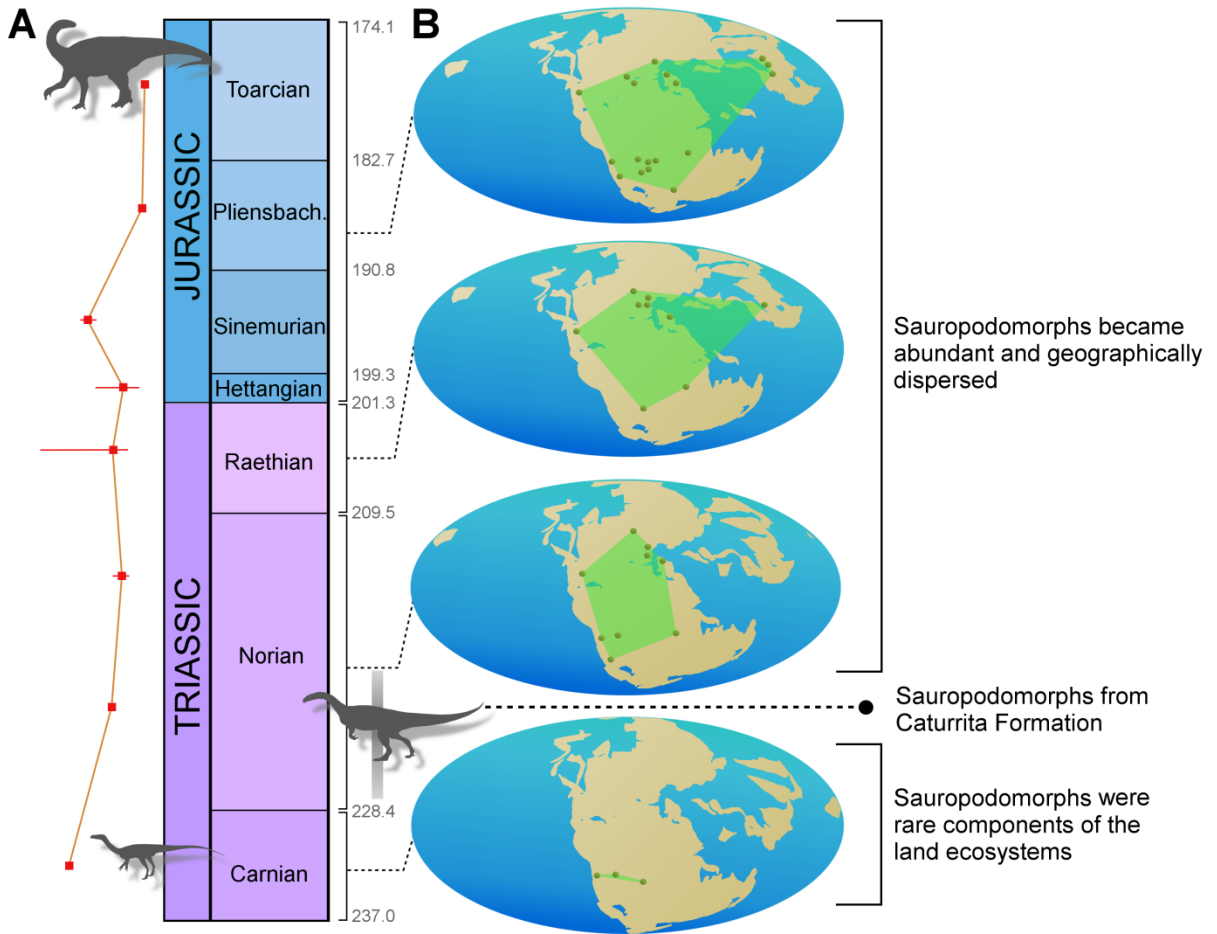 A
B
JURASSIC
TRIASSIC
Toarcian
Pliensbach.
Sinemurian
Hettangian
Raethian
Norian
Carnian
174.1
182.7
190.8
199.3
201.3
209.5
228.4
237.0
Sauropodomorphs became
abundant and geographically
dispersed
Sauropodomorphs from
Caturrita Formation
Sauropodomorphs were
rare components of the
land ecosystems